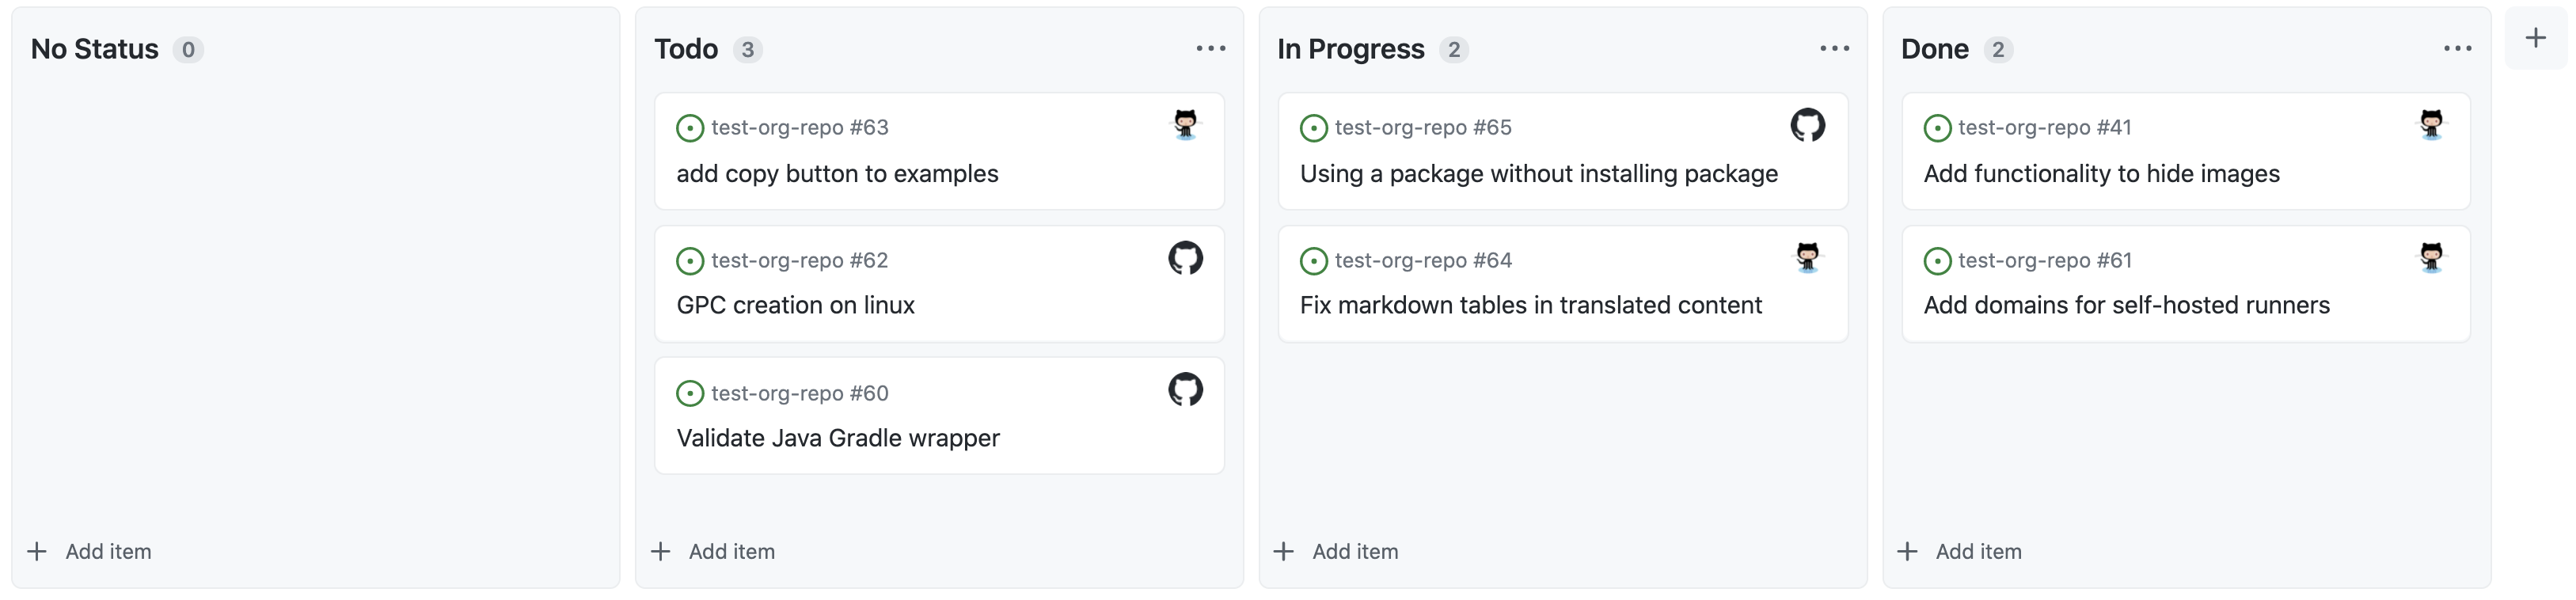 No Status 0
Todo 3
In Progress 2
Done 2
test-org-repo #63
add copy button to examples
test-org-repo #62
GPC creation on linux
test-org-repo #60
Validate Java Gradle wrapper
test-org-repo #65
Using a package without installing package
test-org-repo #64
Fix markdown tables in translated content
test-org-repo #41
Add functionality to hide images
test-org-repo #61
Add domains for self-hosted runners
Add item
Add item
Add item
Add item